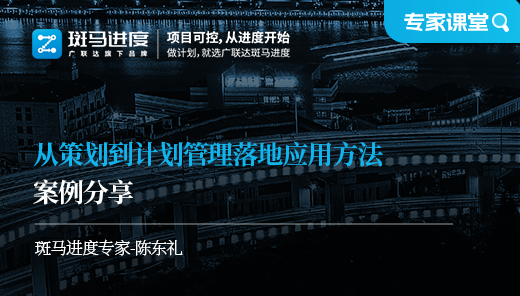 专家课堂
斑马进度
广联达旗下品牌
项目可控，从进度开始
做计划，就选广联达斑马进度
从策划到计划管理落地应用方法
案例分享
斑马进度专家-陈东礼